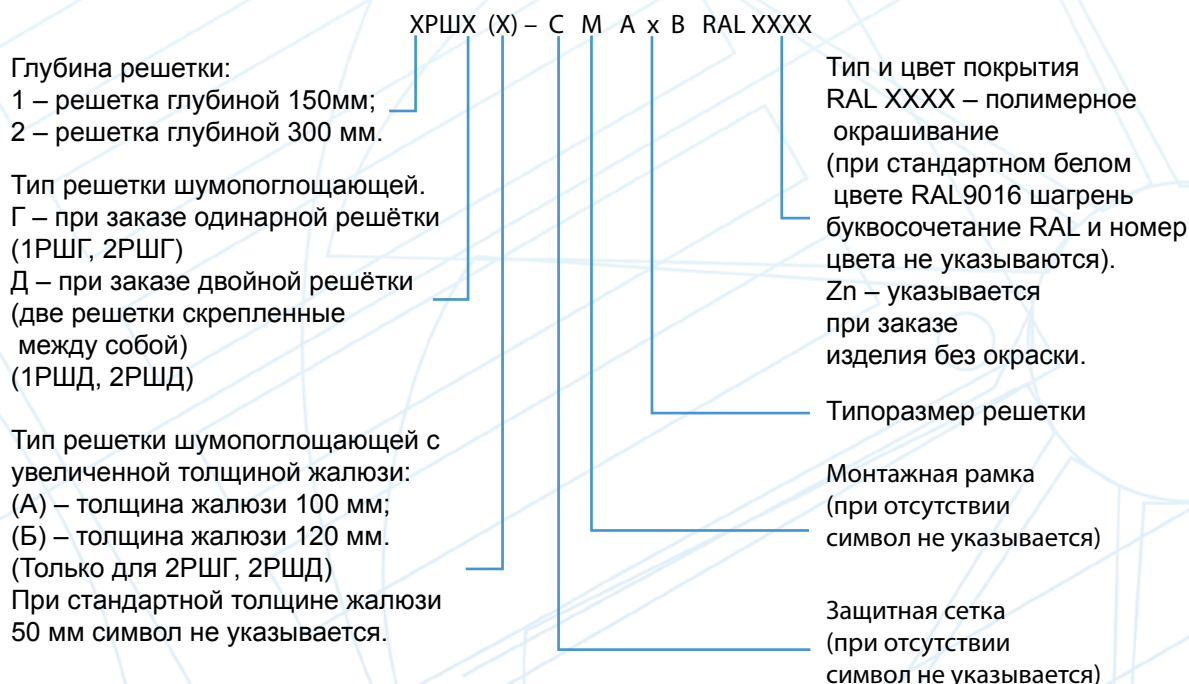 ХРШХ (Х) – С М А х В RAL XXXX
Глубина решетки:
1 – решетка глубиной 150мм;
2 – решетка глубиной 300 мм.
Тип решетки шумопоглощающей.
Г – при заказе одинарной решётки
(1РШГ, 2РШГ)
Д – при заказе двойной решётки
(две решетки скрепленные
между собой)
(1РШД, 2РШД)
Тип решетки шумопоглощающей с
увеличенной толщиной жалюзи:
(А) – толщина жалюзи 100 мм;
(Б) – толщина жалюзи 120 мм.
(Только для 2РШГ, 2РШД)
При стандартной толщине жалюзи
50 мм символ не указывается.
Тип и цвет покрытия
RAL XXXX – полимерное
окрашивание
(при стандартном белом
цвете RAL9016 шагрень
буквосочетание RAL и номер
цвета не указываются).
Zn – указывается
при заказе
изделия без окраски.
Типоразмер решетки
Монтажная рамка
(при отсутствии
символ не указывается)
Защитная сетка
(при отсутствии
символ не указывается)